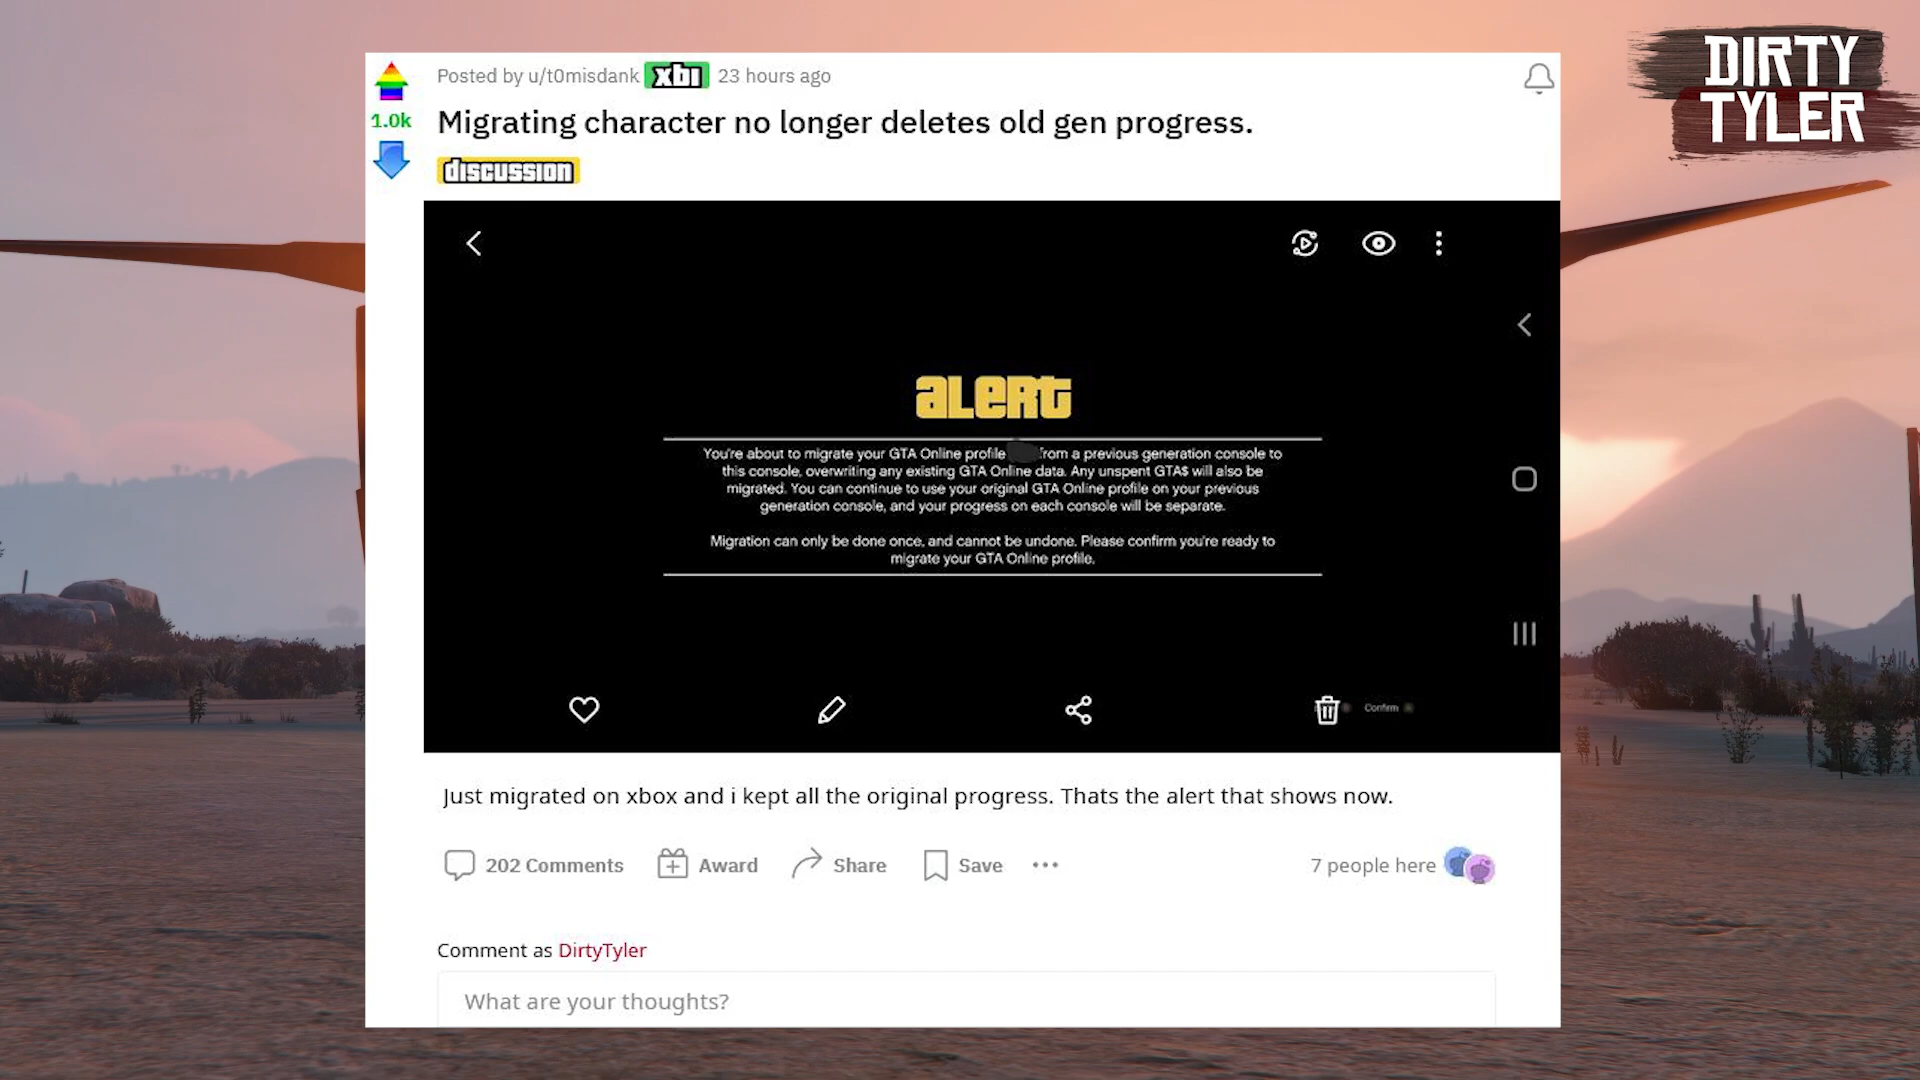 DIRTY
TYLER
Posted by u/t0misdank xbi 23 hours ago
1.0k
Migrating character no longer deletes old gen progress.
discussion
alert
You're about to migrate your GTA Online profile from a previous generation console to
this console, overwriting any existing GTA Online data. Any unspent GTA$ will also be
migrated. You can continue to use your original GTA Online profile on your previous
generation console, and your progress on each console will be separate.
Migration can only be done once, and cannot be undone. Please confirm you're ready to
migrate your GTA Online profile.
Confirm
Just migrated on xbox and i kept all the original progress. Thats the alert that shows now.
202 Comments Award Share Save 7 people here
Comment as DirtyTyler
What are your thoughts?